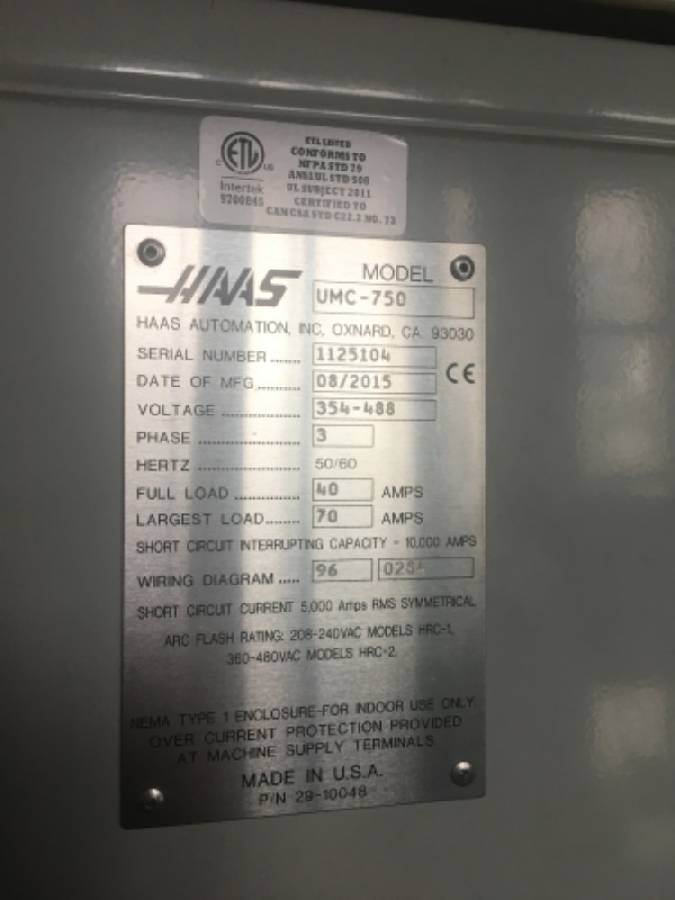 ETL LISTED
CONFORMS TO
NFPA STD 79
ANSI/UL STD 508
UL SUBJECT 2011
CERTIFIED TO
CAN CSA STD C22.2 NO. 73
ETL
C US
Intertek
HAAS
MODEL
UMC-750
HAAS AUTOMATION, INC, OXNARD, CA 93030
SERIAL NUMBER ........ 1125104
DATE OF MFG ........... 08/2015 CE
VOLTAGE ................. 354-488
PHASE ...................... 3
HERTZ ...................... 50/60
FULL LOAD ............... 40 AMPS
LARGEST LOAD ........ 70 AMPS
SHORT CIRCUIT INTERRUPTING CAPACITY - 10,000 AMPS
WIRING DIAGRAM ..... 96
SHORT CIRCUIT CURRENT 5,000 Amps RMS SYMMETRICAL
ARC FLASH RATING: 208-240VAC MODELS HRC-1,
360-480VAC MODELS HRC-2
NEMA TYPE 1 ENCLOSURE-FOR INDOOR USE ONLY
OVER CURRENT PROTECTION PROVIDED
AT MACHINE SUPPLY TERMINALS
MADE IN U.S.A.
P/N 29-10048